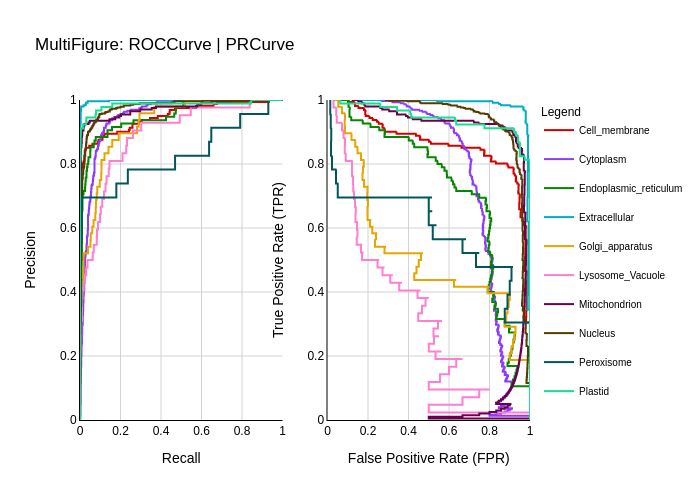 MultiFigure: ROCCurve | PRCurve
Precision
1
0.8
0.6
0.4
0.2
0
0
0.2
0.4
0.6
0.8
1
Recall
True Positive Rate (TPR)
1
0.8
0.6
0.4
0.2
0
0
0.2
0.4
0.6
0.8
1
False Positive Rate (FPR)
Legend
Cell_membrane
Cytoplasm
Endoplasmic_reticulum
Extracellular
Golgi_apparatus
Lysosome_Vacuole
Mitochondrion
Nucleus
Peroxisome
Plastid